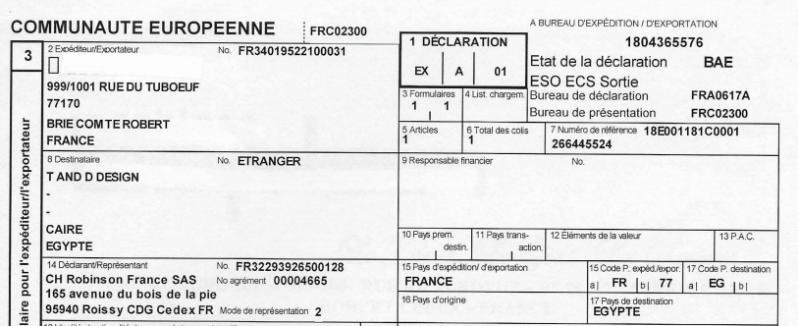 COMMUNAUTE EUROPEENNE FRC02300
A BUREAU D'EXPÉDITION / D'EXPORTATION
1804365576
Etat de la déclaration BAE
ESO ECS Sortie
Bureau de déclaration FRA0617A
Bureau de présentation FRC02300
1 DÉCLARATION
EX A 01
3
2 Expéditeur/Exportateur No. FR34019522100031
999/1001 RUE DU TUBOEUF
77170
BRIE COMTE ROBERT
FRANCE
3 Formulaires 4 List. chargem.
1 1
5 Articles 6 Total des colis 7 Numéro de référence 18E001181C0001
1 1 266445524
8 Destinataire No. ETRANGER
T AND D DESIGN
-
-
CAIRE
EGYPTE
9 Responsable financier No.
10 Pays prem. destin. 11 Pays trans- action. 12 Éléments de la valeur 13 P.A.C.
14 Déclarant/Représentant No. FR32293926500128
CH Robinson France SAS No agrément 00004665
165 avenue du bois de la pie
95940 Roissy CDG Cedex FR Mode de représentation 2
15 Pays d'expédition/ d'exportation
FRANCE
15 Code P. expéd./expor. 17 Code P. destination
a| FR |b| 77 a| EG |b|
16 Pays d'origine
17 Pays de destination
EGYPTE
laire pour l'expéditeur/l'exportateur